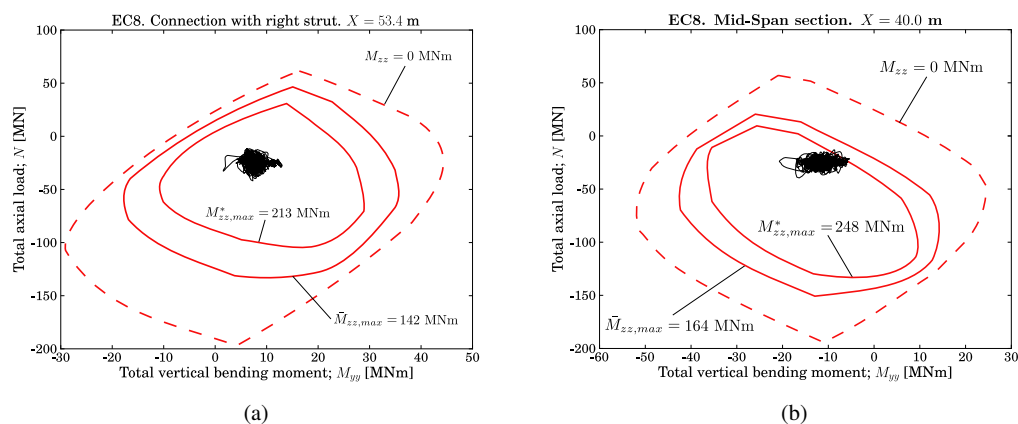 EC8. Connection with right strut. X = 53.4 m
100
50
0
-50
-100
-150
-200
-30
-20
-10
0
10
20
30
40
50
Total axial load; N [MN]
Total vertical bending moment; M_yy [MNm]
M_zz = 0 MNm
M*_zz,max = 213 MNm
M̄_zz,max = 142 MNm
(a)
EC8. Mid-Span section. X = 40.0 m
100
50
0
-50
-100
-150
-200
-60
-50
-40
-30
-20
-10
0
10
20
30
Total axial load; N [MN]
Total vertical bending moment; M_yy [MNm]
M_zz = 0 MNm
M*_zz,max = 248 MNm
M̄_zz,max = 164 MNm
(b)